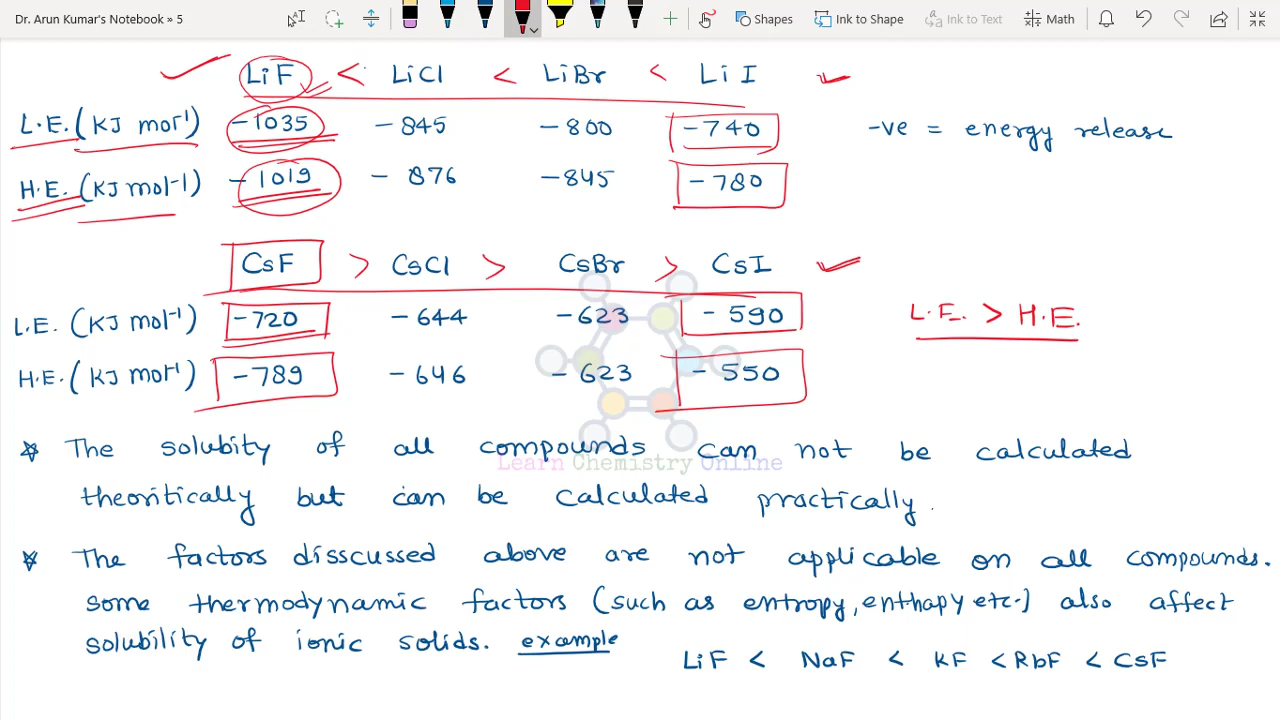 Dr. Arun Kumar's Notebook » 5
Shapes
Ink to Shape
Ink to Text
Math
LiF < LiCl < LiBr < LiI
L.E. (KJ mol-1) -1035 -845 -800 -740 -ve = energy release
H.E. (KJ mol-1) -1019 -876 -845 -780
CsF > CsCl > CsBr > CsI
L.E. (KJ mol-1) -720 -644 -623 -590 L.E. > H.E.
H.E. (KJ mol-1) -789 -646 -623 -550
The solubity of all compounds can not be calculated
Learn Chemistry Online
theoritically but can be calculated practically.
The factors disscussed above are not applicable on all compounds.
some thermodynamic factors (such as entropy, enthapy etc.) also affect
solubility of ionic solids. example
LiF < NaF < KF < RbF < CsF